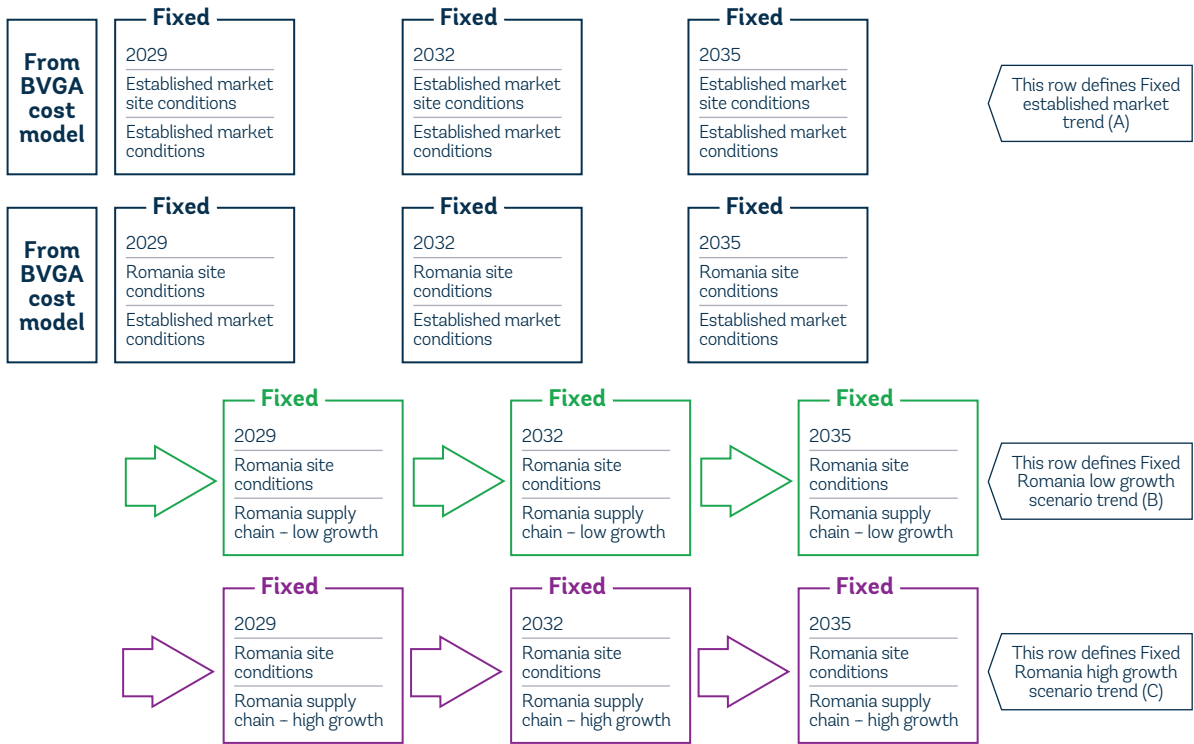 From
BVGA
cost
model
Fixed
2029
Established market
site conditions
Established market
conditions
Fixed
2032
Established market
site conditions
Established market
conditions
Fixed
2035
Established market
site conditions
Established market
conditions
This row defines Fixed
established market
trend (A)
From
BVGA
cost
model
Fixed
2029
Romania site
conditions
Established market
conditions
Fixed
2032
Romania site
conditions
Established market
conditions
Fixed
2035
Romania site
conditions
Established market
conditions
Fixed
2029
Romania site
conditions
Romania supply
chain – low growth
Fixed
2032
Romania site
conditions
Romania supply
chain – low growth
Fixed
2035
Romania site
conditions
Romania supply
chain – low growth
This row defines Fixed
Romania low growth
scenario trend (B)
Fixed
2029
Romania site
conditions
Romania supply
chain – high growth
Fixed
2032
Romania site
conditions
Romania supply
chain – high growth
Fixed
2035
Romania site
conditions
Romania supply
chain – high growth
This row defines Fixed
Romania high growth
scenario trend (C)